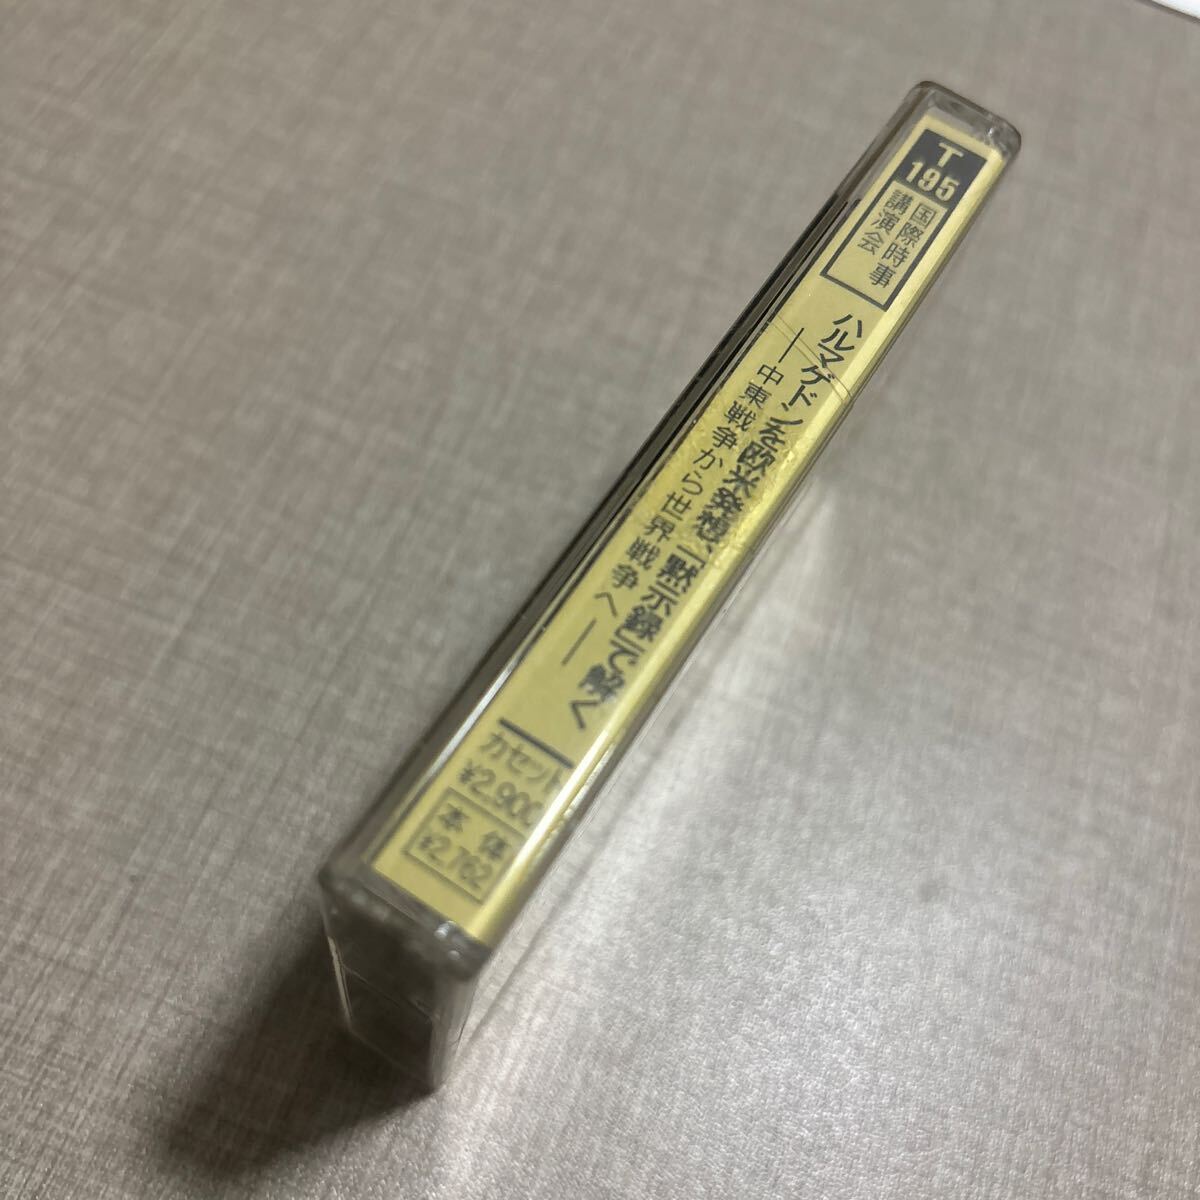 T
195
国際時事
講演会
ハルマゲドンを欧米発想、「黙示録」で解く
―中東戦争から世界戦争へ―
カセット
¥2,900
本体
¥2,762